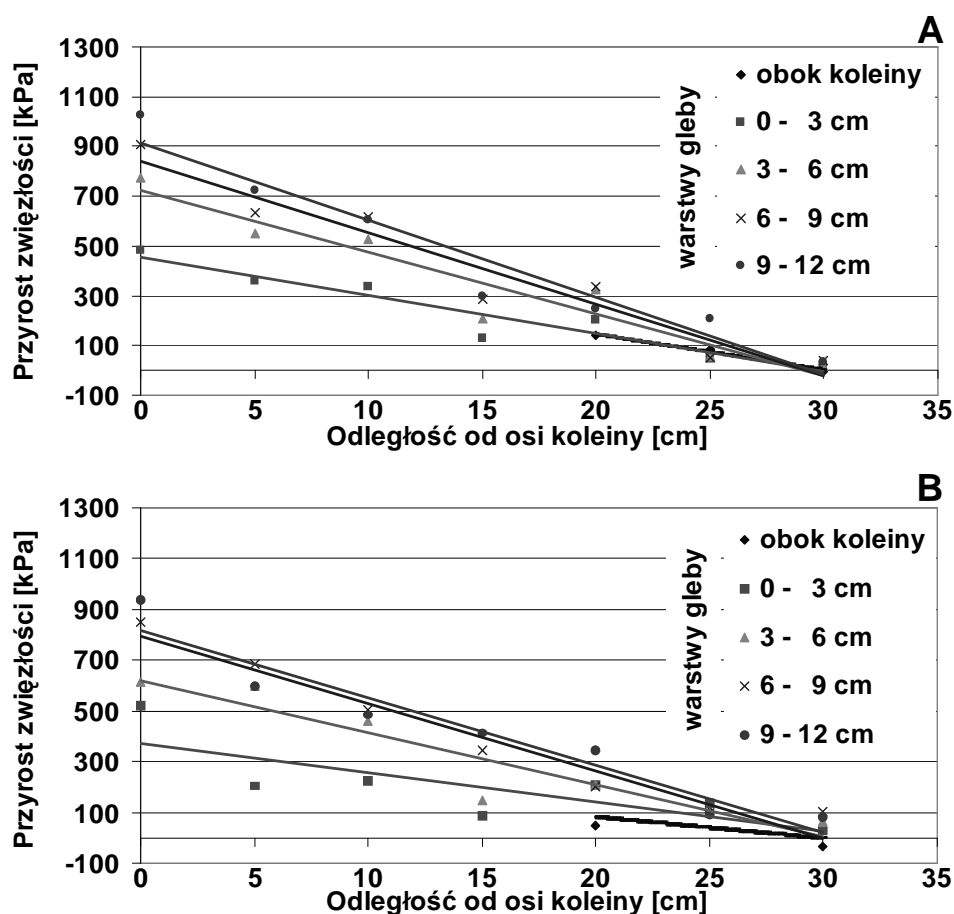 A
1300
1100
900
700
500
300
100
-100
Przyrost zwięzłości [kPa]
warstwy gleby
obok koleiny
0 - 3 cm
3 - 6 cm
6 - 9 cm
9 - 12 cm
0 5 10 15 20 25 30 35
Odległość od osi koleiny [cm]
B
1300
1100
900
700
500
300
100
-100
Przyrost zwięzłości [kPa]
warstwy gleby
obok koleiny
0 - 3 cm
3 - 6 cm
6 - 9 cm
9 - 12 cm
0 5 10 15 20 25 30 35
Odległość od osi koleiny [cm]